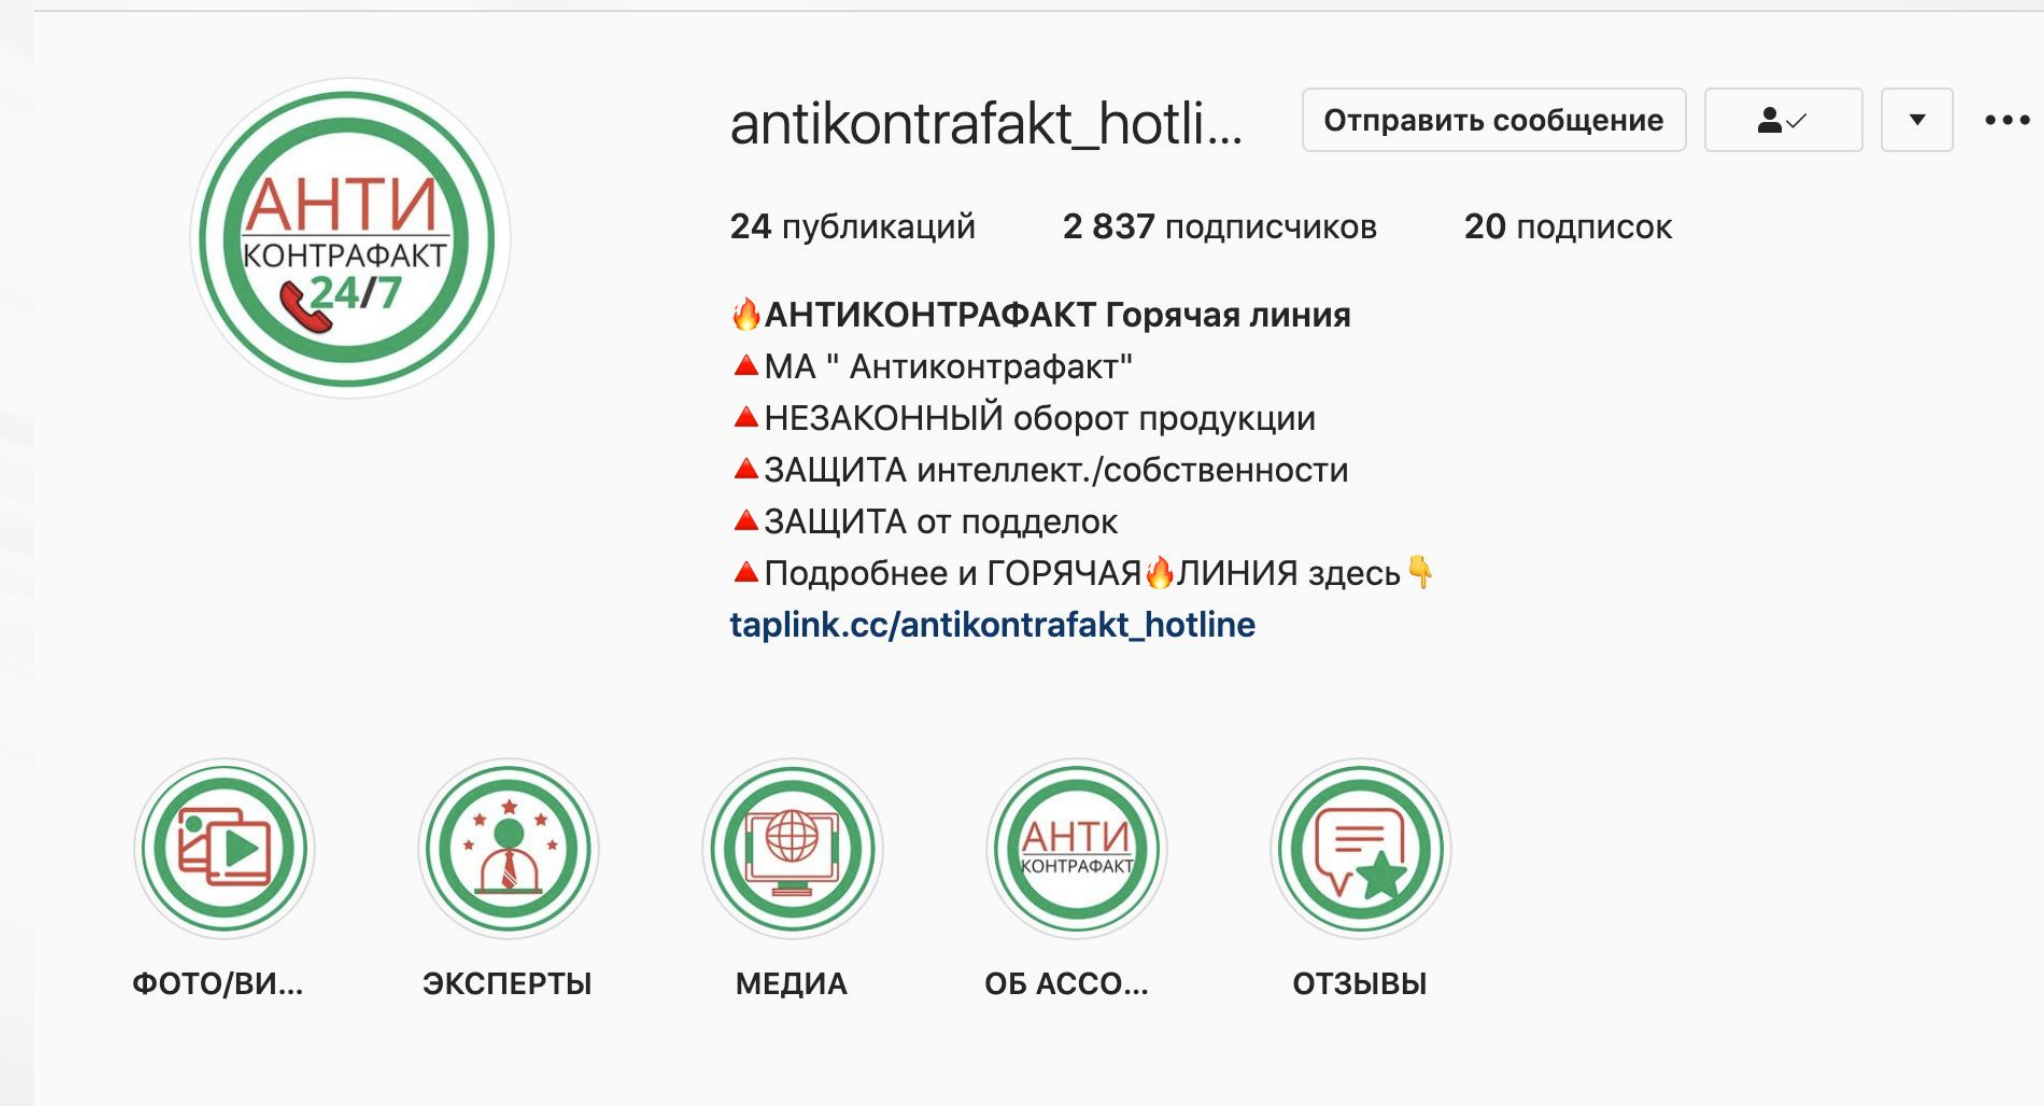 АНТИ
КОНТРАФАКТ
24/7
antikontrafakt_hotli...
Отправить сообщение
24 публикаций 2 837 подписчиков 20 подписок
🔥АНТИКОНТРАФАКТ Горячая линия
🔺МА " Антиконтрафакт"
🔺НЕЗАКОННЫЙ оборот продукции
🔺ЗАЩИТА интеллект./собственности
🔺ЗАЩИТА от подделок
🔺Подробнее и ГОРЯЧАЯ🔥ЛИНИЯ здесь👇
taplink.cc/antikontrafakt_hotline
АНТИ
КОНТРАФАКТ
ФОТО/ВИ... ЭКСПЕРТЫ МЕДИА ОБ АССО... ОТЗЫВЫ